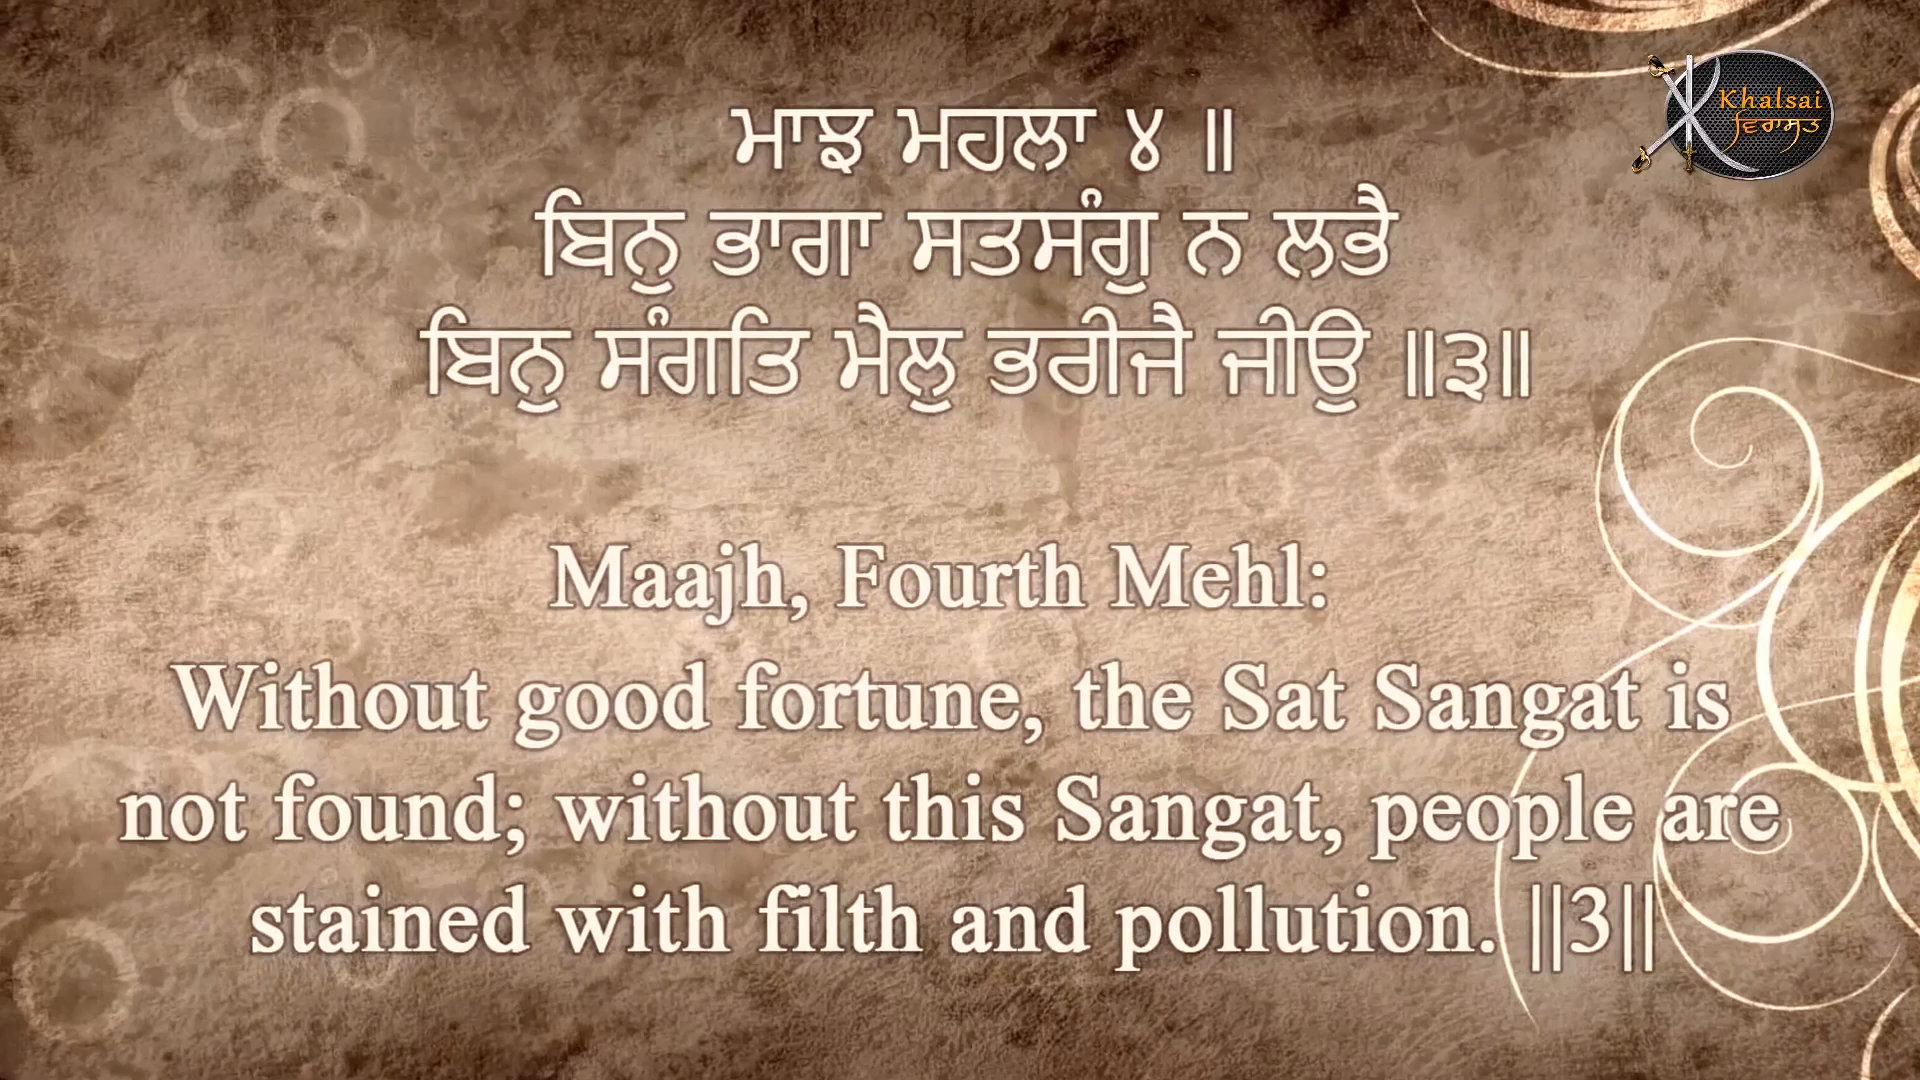 Khalsai
ਵਿਰਾਸਤ
ਮਾਝ ਮਹਲਾ ੪ ॥
ਬਿਨੁ ਭਾਗਾ ਸਤਸੰਗੁ ਨ ਲਭੈ
ਬਿਨੁ ਸੰਗਤਿ ਮੈਲੁ ਭਰੀਜੈ ਜੀਉ ॥੩॥
Maajh, Fourth Mehl:
Without good fortune, the Sat Sangat is
not found; without this Sangat, people are
stained with filth and pollution. ||3||